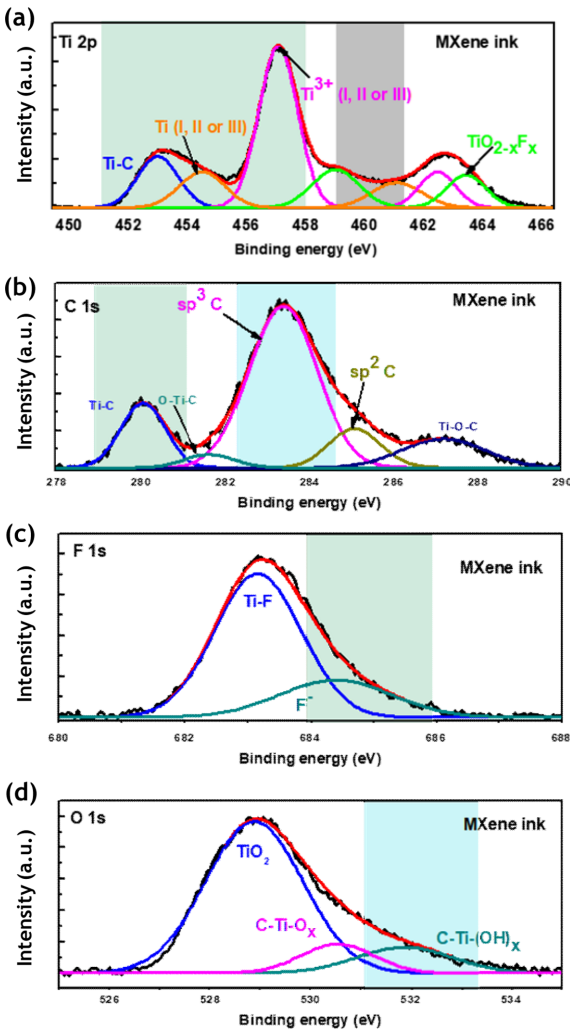 (a)
Ti 2p
MXene ink
Ti³⁺ (I, II or III)
Ti (I, II or III)
Ti-C
TiO₂₋ₓFₓ
Intensity (a.u.)
450 452 454 456 458 460 462 464 466
Binding energy (eV)
(b)
C 1s
MXene ink
sp³ C
sp² C
Ti-C
O-Ti-C
Ti-O-C
Intensity (a.u.)
278 280 282 284 286 288 290
Binding energy (eV)
(c)
F 1s
MXene ink
Ti-F
F⁻
Intensity (a.u.)
680 682 684 686 688
Binding energy (eV)
(d)
O 1s
MXene ink
TiO₂
C-Ti-Oₓ
C-Ti-(OH)ₓ
Intensity (a.u.)
526 528 530 532 534
Binding energy (eV)